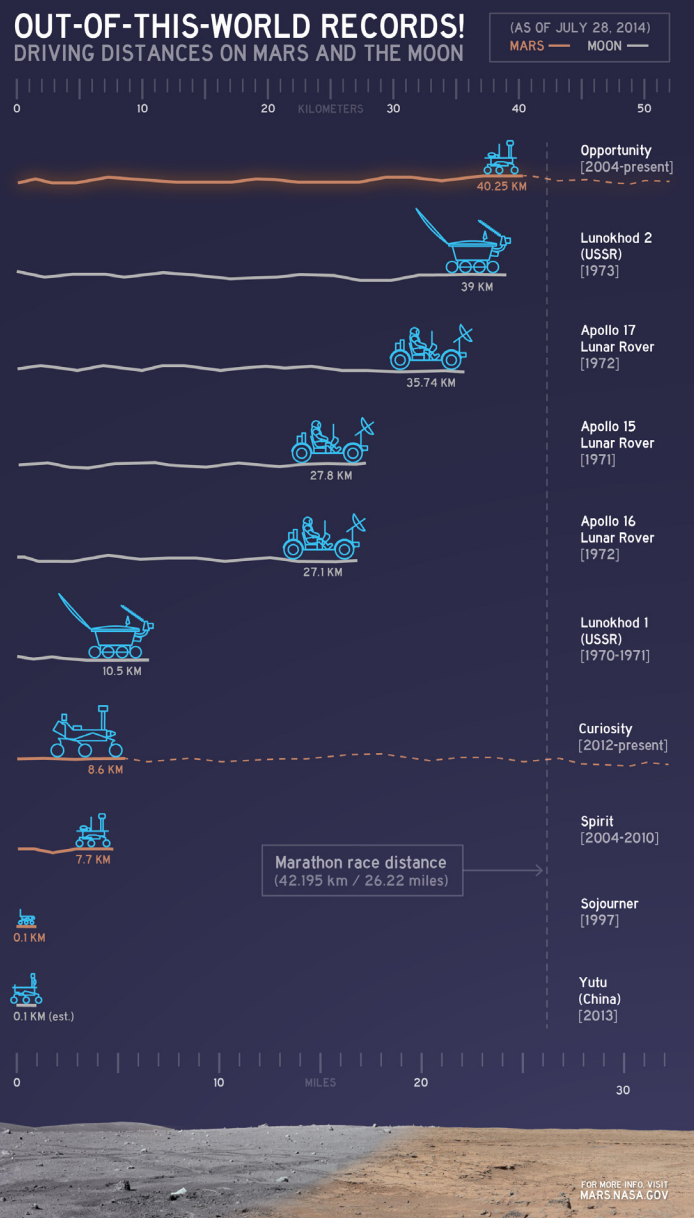 OUT-OF-THIS-WORLD RECORDS!
DRIVING DISTANCES ON MARS AND THE MOON
(AS OF JULY 28, 2014)
MARS MOON
0 10 20 KILOMETERS 30 40 50
Opportunity
[2004-present]
40.25 KM
Lunokhod 2
(USSR)
[1973]
39 KM
Apollo 17
Lunar Rover
[1972]
35.74 KM
Apollo 15
Lunar Rover
[1971]
27.8 KM
Apollo 16
Lunar Rover
[1972]
27.1 KM
Lunokhod 1
(USSR)
[1970-1971]
10.5 KM
Curiosity
[2012-present]
8.6 KM
Spirit
[2004-2010]
7.7 KM
Marathon race distance
(42.195 km / 26.22 miles)
Sojourner
[1997]
0.1 KM
Yutu
(China)
[2013]
0.1 KM (est.)
0 10 MILES 20 30
FOR MORE INFO, VISIT
MARS.NASA.GOV